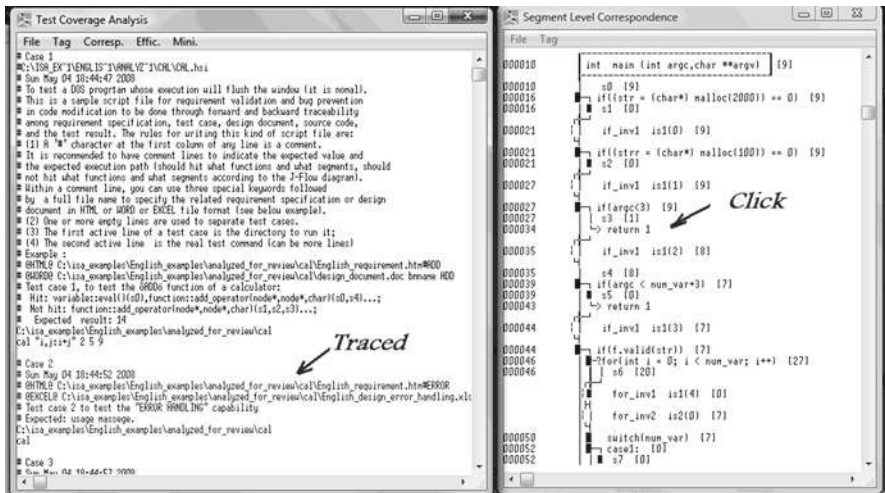 Test Coverage Analysis
File Tag Corresp. Effic. Mini.
# Case 1
#C:\ISA_EX~1\ENGLIS~1\ANALYZ~1\CAL\CAL.hsi
# Sun May 04 18:44:47 2008
# To test a DOS progrtam whose execution will flush the window (it is nonal).
# This is a sample script file for requirement validation and bug prevention
# in code modification to be done through forward and backward traceability
# among requirement specification, test case, design document, source code,
# and the test result. The rules for writing this kind of script file are:
# (1) A "#" character at the first column of any line is a comment.
# It is recommended to have comment lines to indicate the expected value and
# the expected execution path (should hit what functions and what segments, should
# not hit what functions and what segments according to the J-Flow diagram).
# Within a comment line, you can use three special keywords followed
# by a full file name to specify the related requirement specification or design
# document in HTML or WORD or EXCEL file format (see below example).
# (2) One or more empty lines are used to separate test cases.
# (3) The first active line of a test case is the directory to run it;
# (4) The second active line is the real test command (can be more lines)
# Example :
# @HTML@ C:\isa_examples\English_examples\analyzed_for_review\cal\English_requirement.htm#ADD
# @WORD@ C:\isa_examples\English_examples\analyzed_for_review\cal\design_document.doc bmname ADD
# Test case 1, to test the @ADD@ function of a calculator:
# Hit: variable::eval()(s0),function::add_operator(node*,node*,char)(s0,s4)...;
# Not hit: function::add_operator(node*,node*,char)(s1,s2,s3)...;
# Expected result: 14
C:\isa_examples\English_examples\analyzed_for_review\cal
cal "i,j:i+j" 2 5 9
Traced
# Case 2
# Sun May 04 18:44:52 2008
# @HTML@ C:\isa_examples\English_examples\analyzed_for_review\cal\English_requirement.htm#ERROR
# @EXCEL@ C:\isa_examples\English_examples\analyzed_for_review\cal\English_design_error_handling.xls
# Test case 2 to test the "ERROR HANDLING" capability
# Expected: usage massege.
C:\isa_examples\English_examples\analyzed_for_review\cal
cal
# Case 3
# Sun May 04 18:44:57 2008
Segment Level Correspondence
File Tag
000010 int main (int argc,char **argv) [9]
000010 s0 [9]
000016 if((str = (char*) malloc(2000)) == 0) [9]
000016 s1 [0]
000021 if_inv1 is1(0) [9]
000021 if((strr = (char*) malloc(100)) == 0) [9]
000021 s2 [0]
000027 if_inv1 is1(1) [9]
000027 if(argc<3) [9]
000027 s3 [1]
000034 return 1
Click
000035 if_inv1 is1(2) [8]
000035 s4 [8]
000039 if(argc < num_var+3) [7]
000039 s5 [0]
000043 return 1
000044 if_inv1 is1(3) [7]
000044 if(f.valid(str)) [7]
000046 ?for(int i = 0; i < num_var; i++) [27]
000046 s6 [20]
for_inv1 is1(4) [0]
for_inv2 is2(0) [7]
000050 switch(num_var) [7]
000052 case1: [0]
000052 s7 [0]